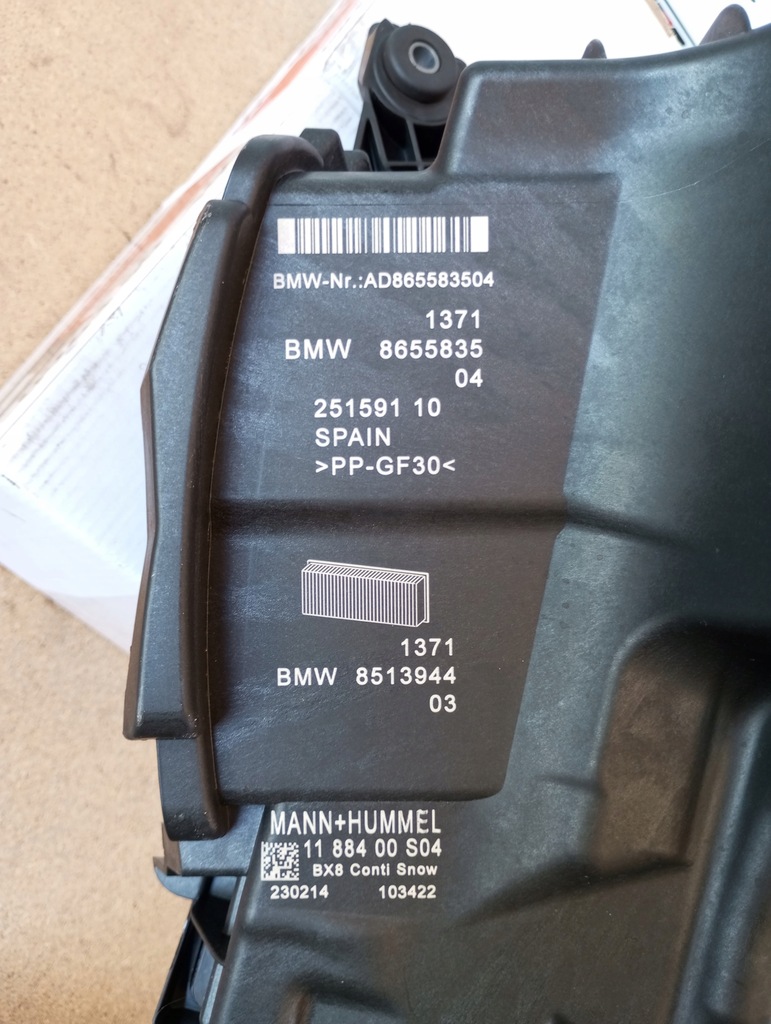 BMW-Nr.:AD865583504
1371
BMW 8655835
04
251591 10
SPAIN
>PP-GF30<
1371
BMW 8513944
03
MANN+HUMMEL
11 884 00 S04
BX8 Conti Snow
230214 103422